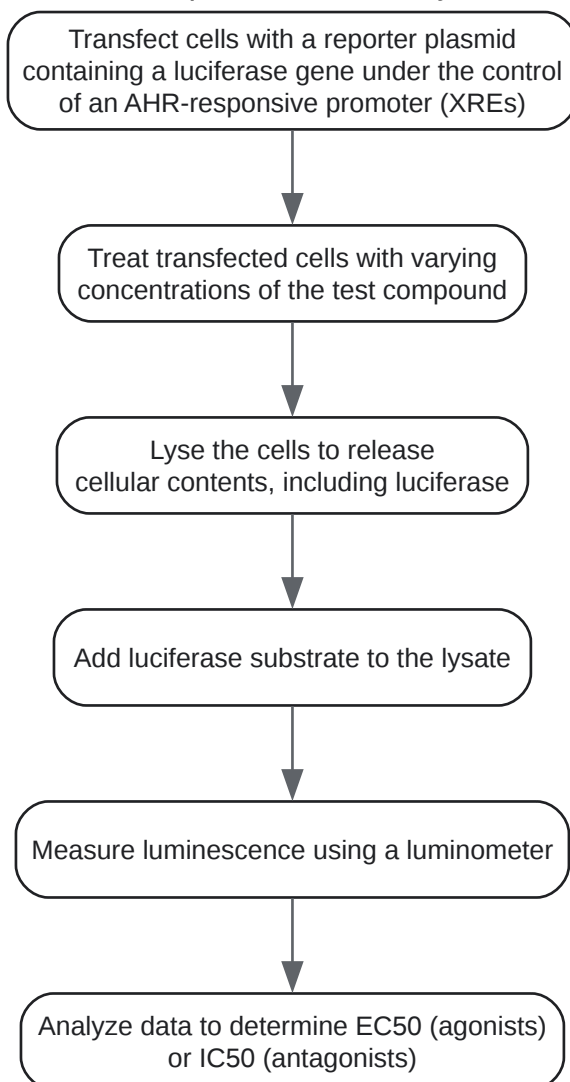 Transfect cells with a reporter plasmid
containing a luciferase gene under the control
of an AHR-responsive promoter (XREs)
Treat transfected cells with varying
concentrations of the test compound
Lyse the cells to release
cellular contents, including luciferase
Add luciferase substrate to the lysate
Measure luminescence using a luminometer
Analyze data to determine EC50 (agonists)
or IC50 (antagonists)